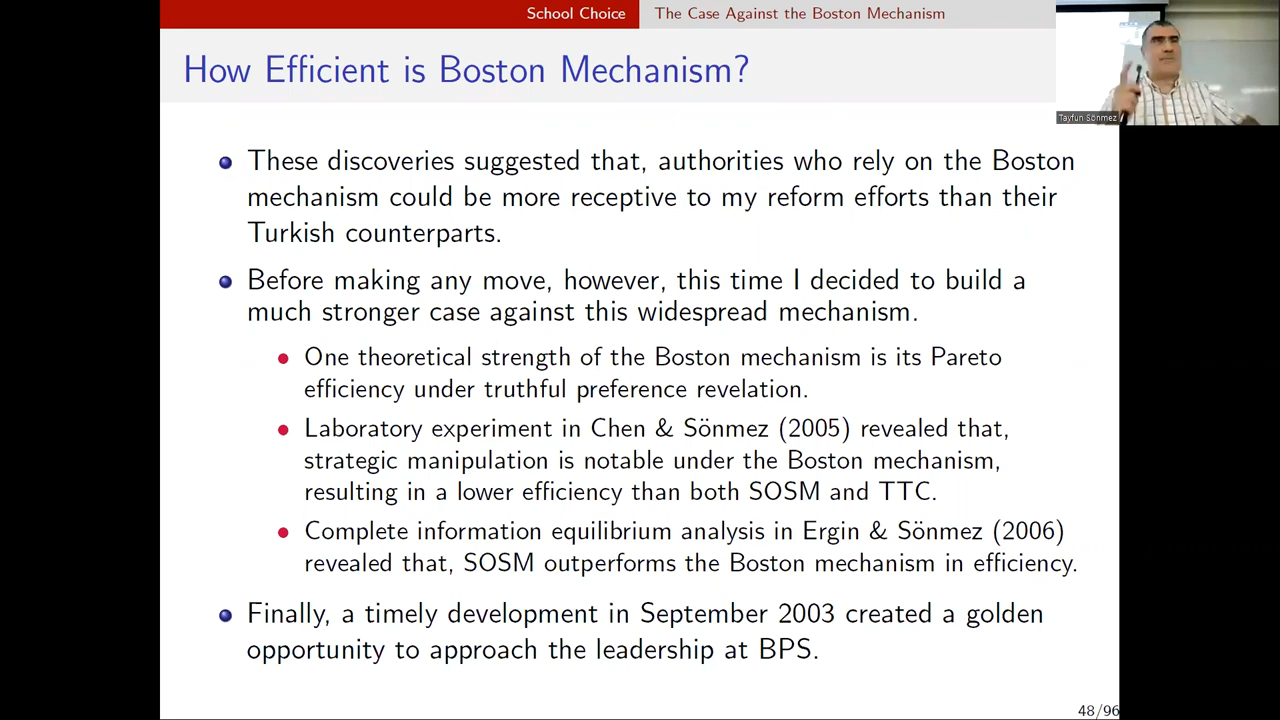 School Choice The Case Against the Boston Mechanism
How Efficient is Boston Mechanism?
Tayfun Sönmez
These discoveries suggested that, authorities who rely on the Boston
mechanism could be more receptive to my reform efforts than their
Turkish counterparts.
Before making any move, however, this time I decided to build a
much stronger case against this widespread mechanism.
One theoretical strength of the Boston mechanism is its Pareto
efficiency under truthful preference revelation.
Laboratory experiment in Chen & Sönmez (2005) revealed that,
strategic manipulation is notable under the Boston mechanism,
resulting in a lower efficiency than both SOSM and TTC.
Complete information equilibrium analysis in Ergin & Sönmez (2006)
revealed that, SOSM outperforms the Boston mechanism in efficiency.
Finally, a timely development in September 2003 created a golden
opportunity to approach the leadership at BPS.
48/96